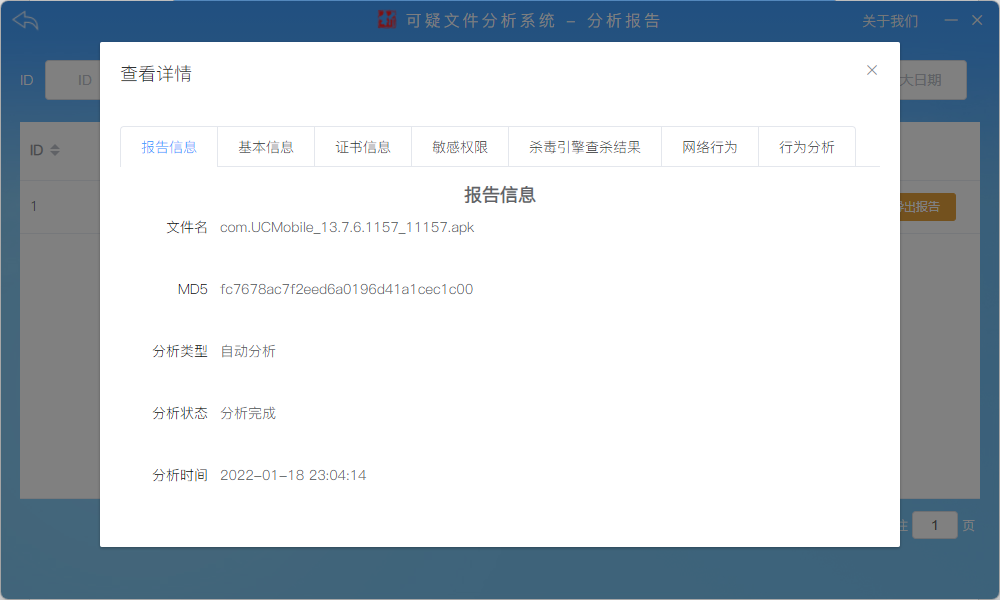 可疑文件分析系统 - 分析报告
关于我们
查看详情
ID
ID
大日期
报告信息
基本信息
证书信息
敏感权限
杀毒引擎查杀结果
网络行为
行为分析
ID
报告信息
1
出报告
文件名 com.UCMobile_13.7.6.1157_11157.apk
MD5 fc7678ac7f2eed6a0196d41a1cec1c00
分析类型 自动分析
分析状态 分析完成
分析时间 2022-01-18 23:04:14
1 页